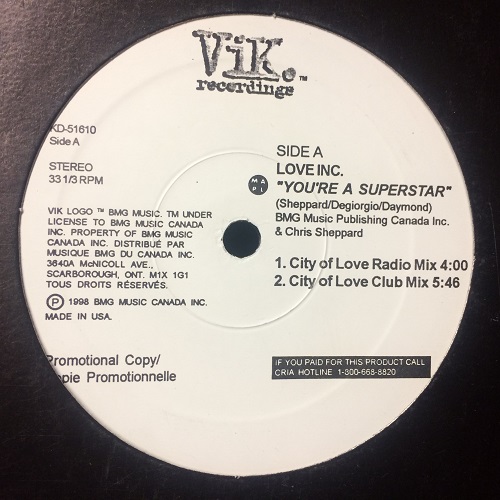 ViK. ™
recordings
KD-51610
Side A
STEREO
33 1/3 RPM
VIK LOGO ™ BMG MUSIC. TM UNDER
LICENSE TO BMG MUSIC CANADA
INC. PROPERTY OF BMG MUSIC
CANADA INC. DISTRIBUÉ PAR
MUSIQUE BMG DU CANADA INC.
3640A McNICOLL AVE.,
SCARBOROUGH, ONT. M1X 1G1
TOUS DROITS RÉSERVÉS.
Ⓟ 1998 BMG MUSIC CANADA INC.
MADE IN USA.
Promotional Copy/
opie Promotionnelle
MAPL
SIDE A
LOVE INC.
"YOU'RE A SUPERSTAR"
(Sheppard/Degiorgio/Daymond)
BMG Music Publishing Canada Inc.
& Chris Sheppard
1. City of Love Radio Mix 4:00
2. City of Love Club Mix 5:46
IF YOU PAID FOR THIS PRODUCT CALL
CRIA HOTLINE 1-800-668-8820